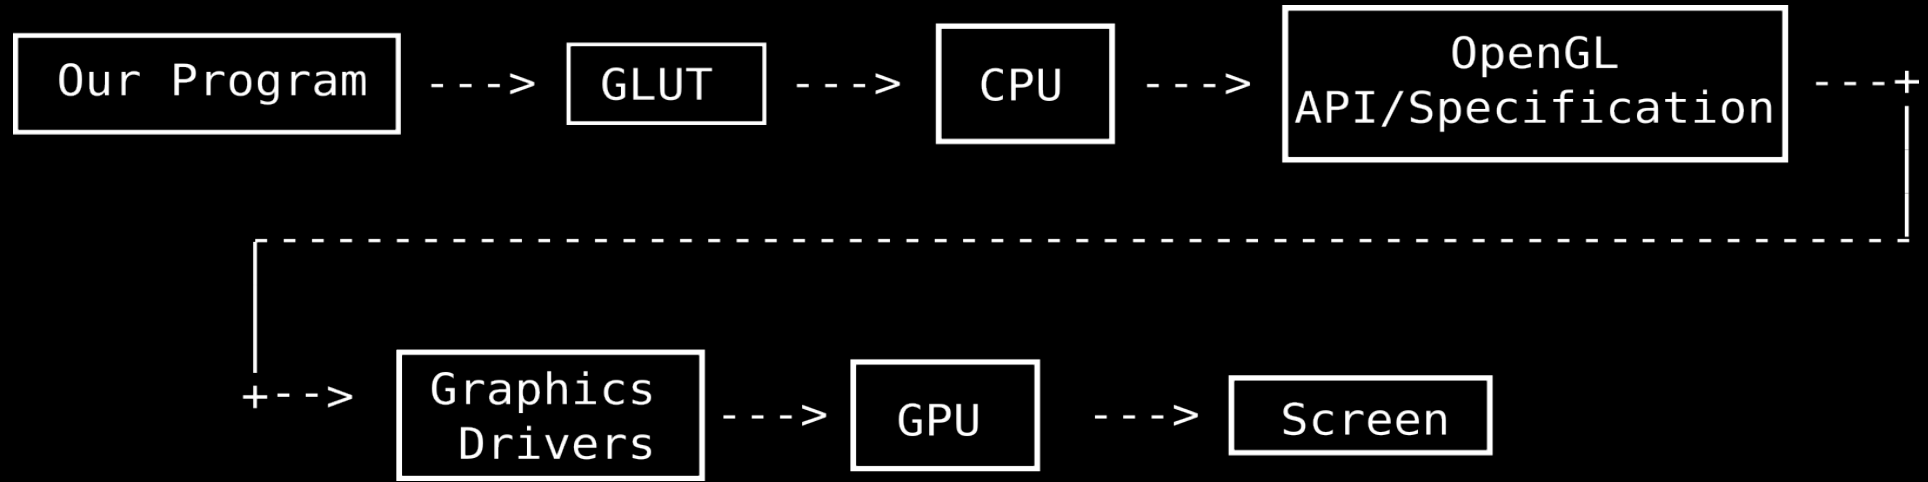 Our Program ---> GLUT ---> CPU ---> OpenGL
API/Specification ---+
+--> Graphics
Drivers ---> GPU ---> Screen